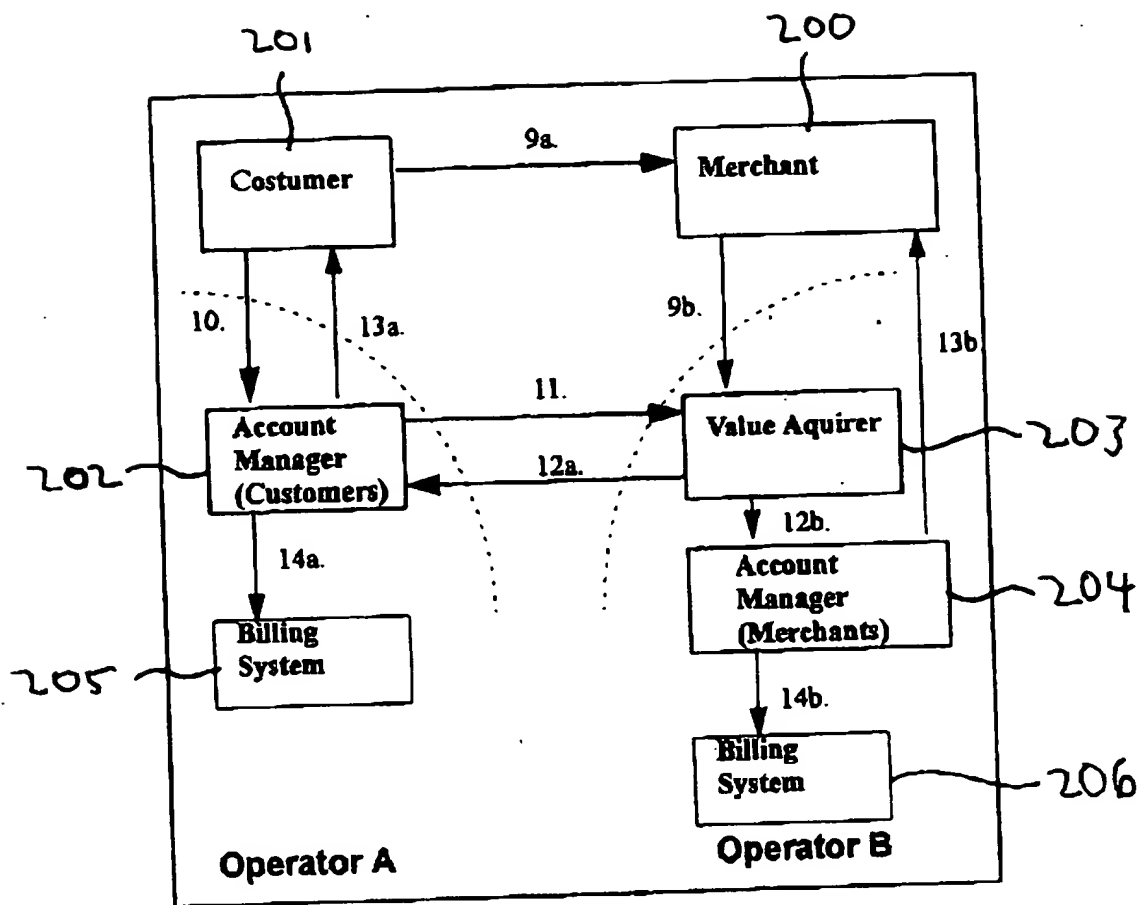 201
200
9a.
Costumer
Merchant
10.
13a.
9b.
13b
11.
Account
Manager
(Customers)
Value Aquirer
203
202
12a.
12b.
14a.
Account
Manager
(Merchants)
204
Billing
System
205
14b.
Billing
System
206
Operator A
Operator B